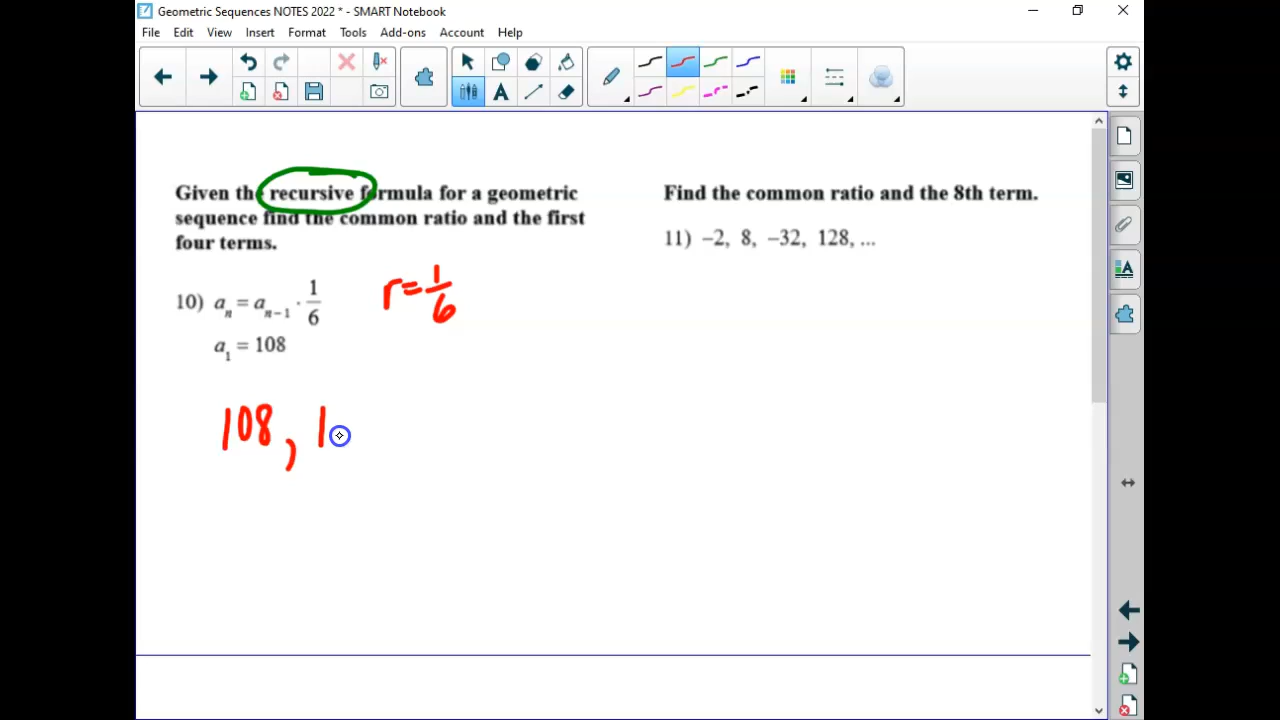 Geometric Sequences NOTES 2022 * - SMART Notebook
File Edit View Insert Format Tools Add-ons Account Help
Given the recursive formula for a geometric
sequence find the common ratio and the first
four terms.
10) aₙ = aₙ₋₁ · 1/6
a₁ = 108
r = 1/6
108, 1
Find the common ratio and the 8th term.
11) −2, 8, −32, 128, ...